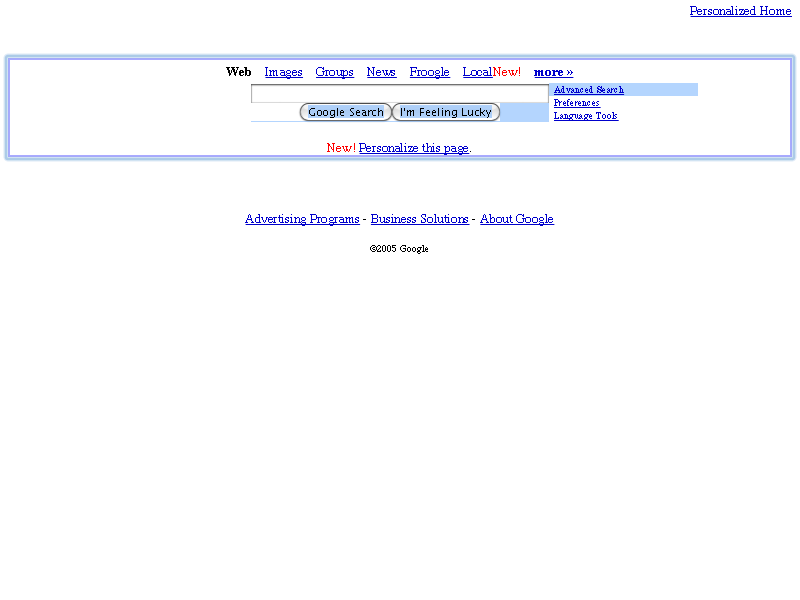 Personalized Home
Web Images Groups News Froogle LocalNew! more »
Advanced Search
Preferences
Google Search I'm Feeling Lucky
Language Tools
New! Personalize this page.
Advertising Programs - Business Solutions - About Google
©2005 Google